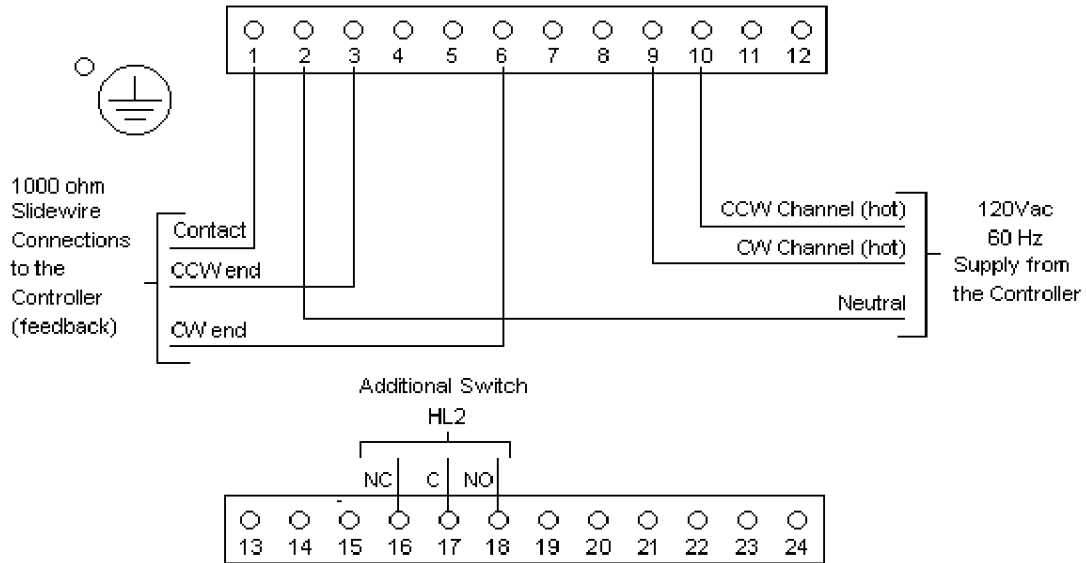 1 2 3 4 5 6 7 8 9 10 11 12
1000 ohm
Slidewire
Connections
to the
Controller
(feedback)
Contact
CCW end
CW end
CCW Channel (hot)
CW Channel (hot)
Neutral
120Vac
60 Hz
Supply from
the Controller
Additional Switch
HL2
NC C NO
13 14 15 16 17 18 19 20 21 22 23 24